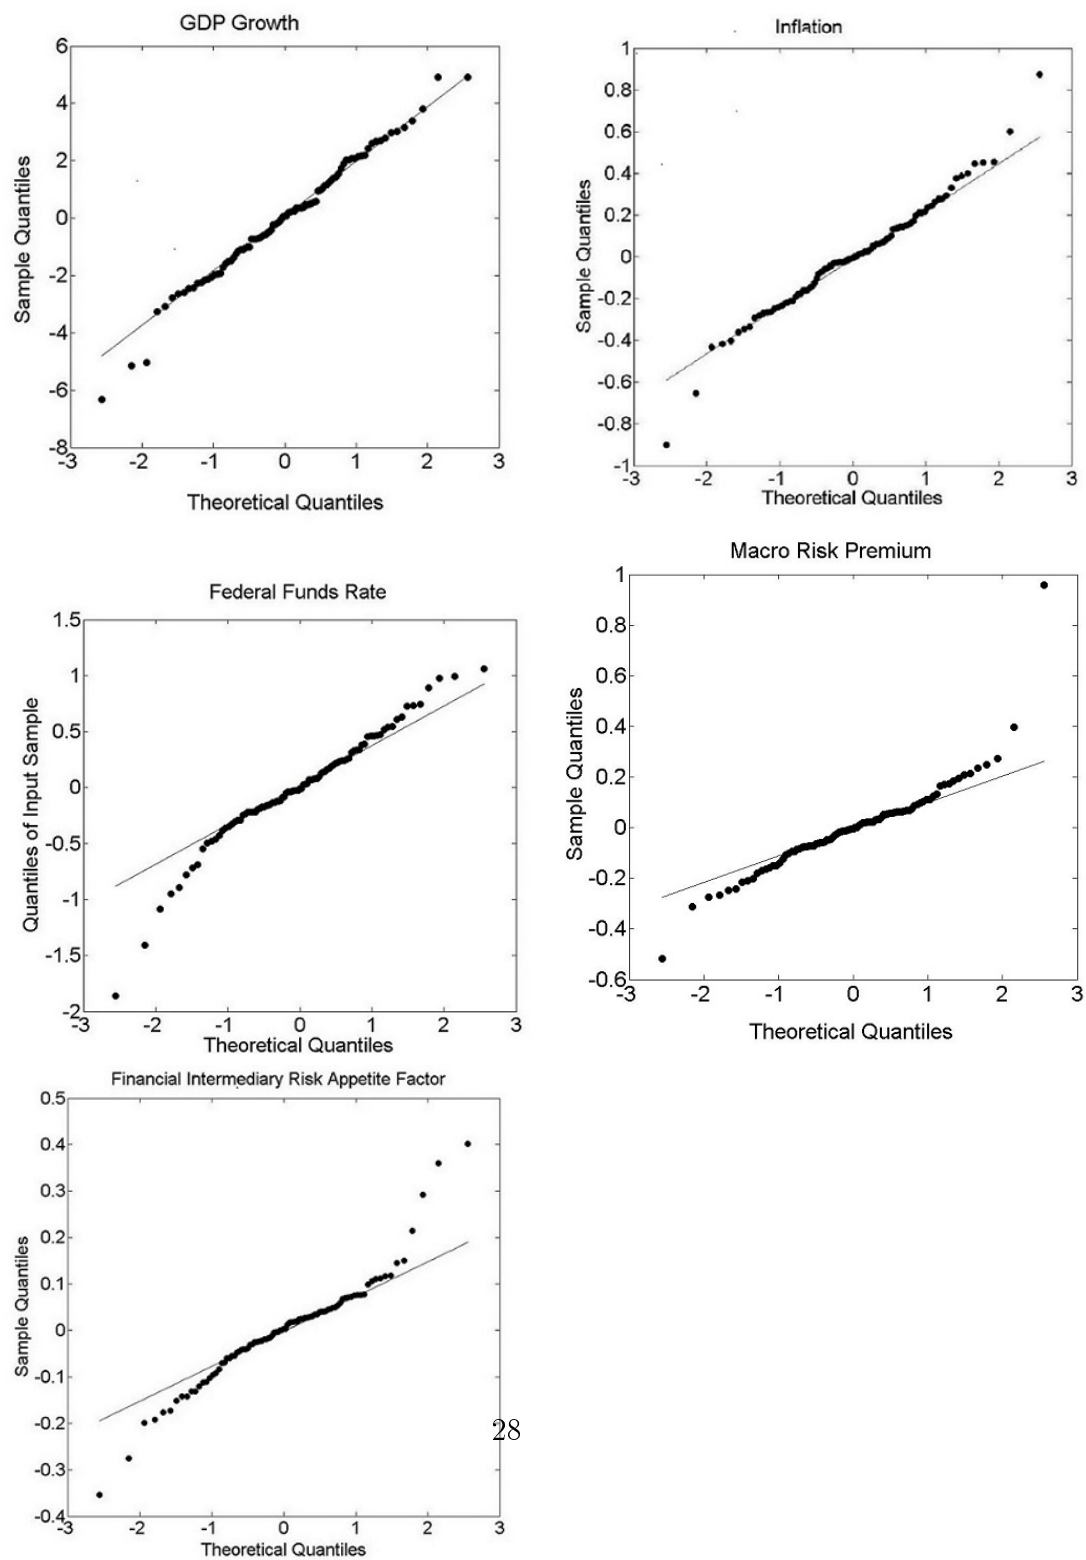 GDP Growth
6
4
2
0
-2
-4
-6
-8
Sample Quantiles
-3 -2 -1 0 1 2 3
Theoretical Quantiles
Inflation
1
0.8
0.6
0.4
0.2
0
-0.2
-0.4
-0.6
-0.8
-1
Sample Quantiles
-3 -2 -1 0 1 2 3
Theoretical Quantiles
Federal Funds Rate
1.5
1
0.5
0
-0.5
-1
-1.5
-2
Quantiles of Input Sample
-3 -2 -1 0 1 2 3
Theoretical Quantiles
Macro Risk Premium
1
0.8
0.6
0.4
0.2
0
-0.2
-0.4
-0.6
Sample Quantiles
-3 -2 -1 0 1 2 3
Theoretical Quantiles
Financial Intermediary Risk Appetite Factor
0.5
0.4
0.3
0.2
0.1
0
-0.1
-0.2
-0.3
-0.4
Sample Quantiles
-3 -2 -1 0 1 2 3
Theoretical Quantiles
28